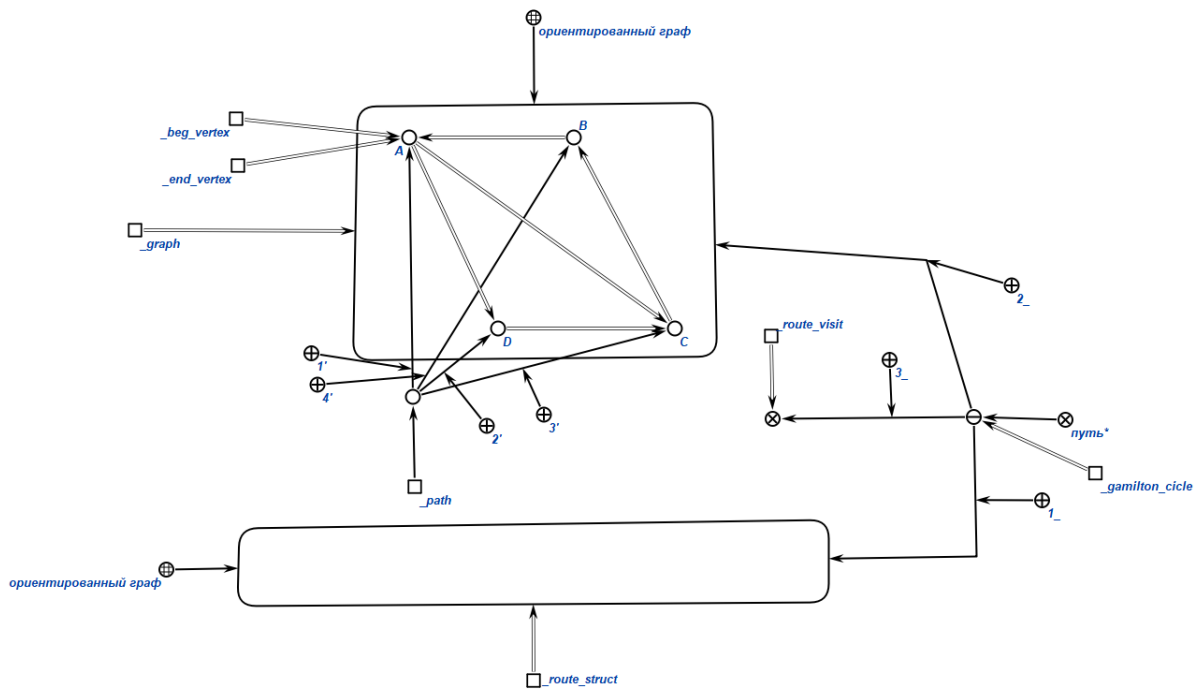 ориентированный граф
_beg_vertex
B
A
_end_vertex
_graph
2_
_route_visit
D
C
1'
3_
4'
2'
3'
путь*
_path
_gamilton_cicle
1_
ориентированный граф
_route_struct